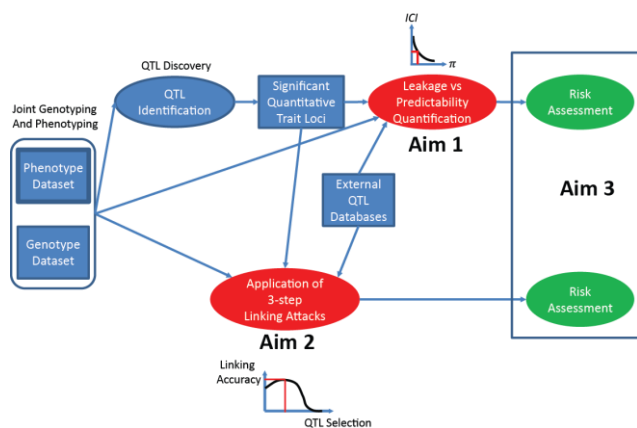 ICI
π
QTL Discovery
QTL
Identification
Significant
Quantitative
Trait Loci
Leakage vs
Predictability
Quantification
Aim 1
Risk
Assessment
Joint Genotyping
And Phenotyping
Phenotype
Dataset
Genotype
Dataset
External
QTL
Databases
Aim 3
Application of
3-step
Linking Attacks
Aim 2
Risk
Assessment
Linking
Accuracy
QTL Selection